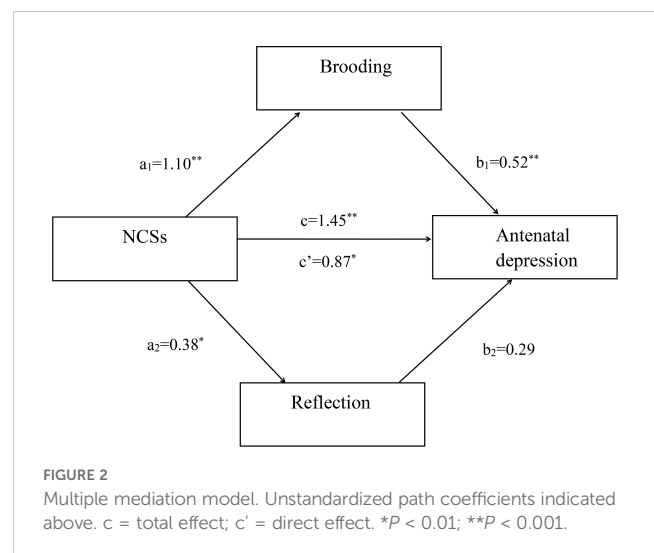 Brooding
a₁=1.10**
b₁=0.52**
c=1.45**
NCSs
Antenatal
depression
c’=0.87*
a₂=0.38*
b₂=0.29
Reflection
FIGURE 2
Multiple mediation model. Unstandardized path coefficients indicated
above. c = total effect; c′ = direct effect. *P < 0.01; **P < 0.001.